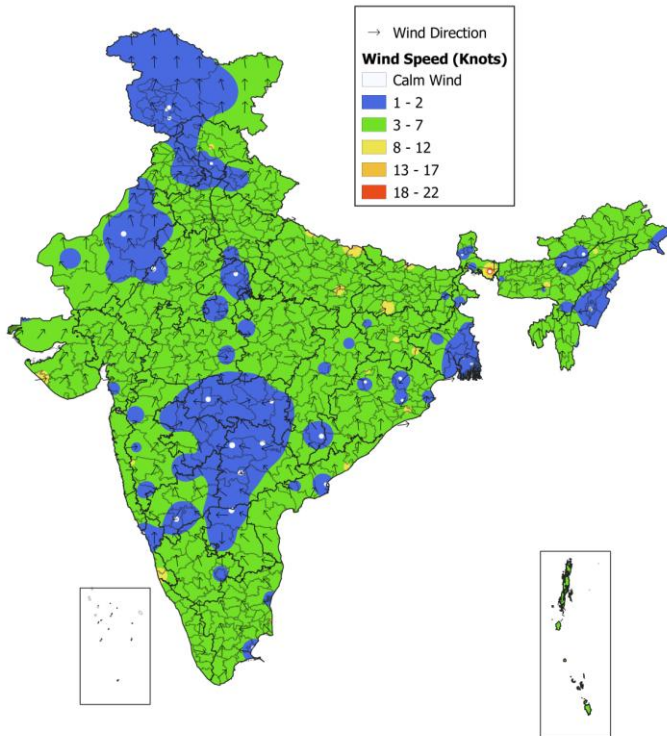 → Wind Direction
Wind Speed (Knots)
Calm Wind
1 - 2
3 - 7
8 - 12
13 - 17
18 - 22